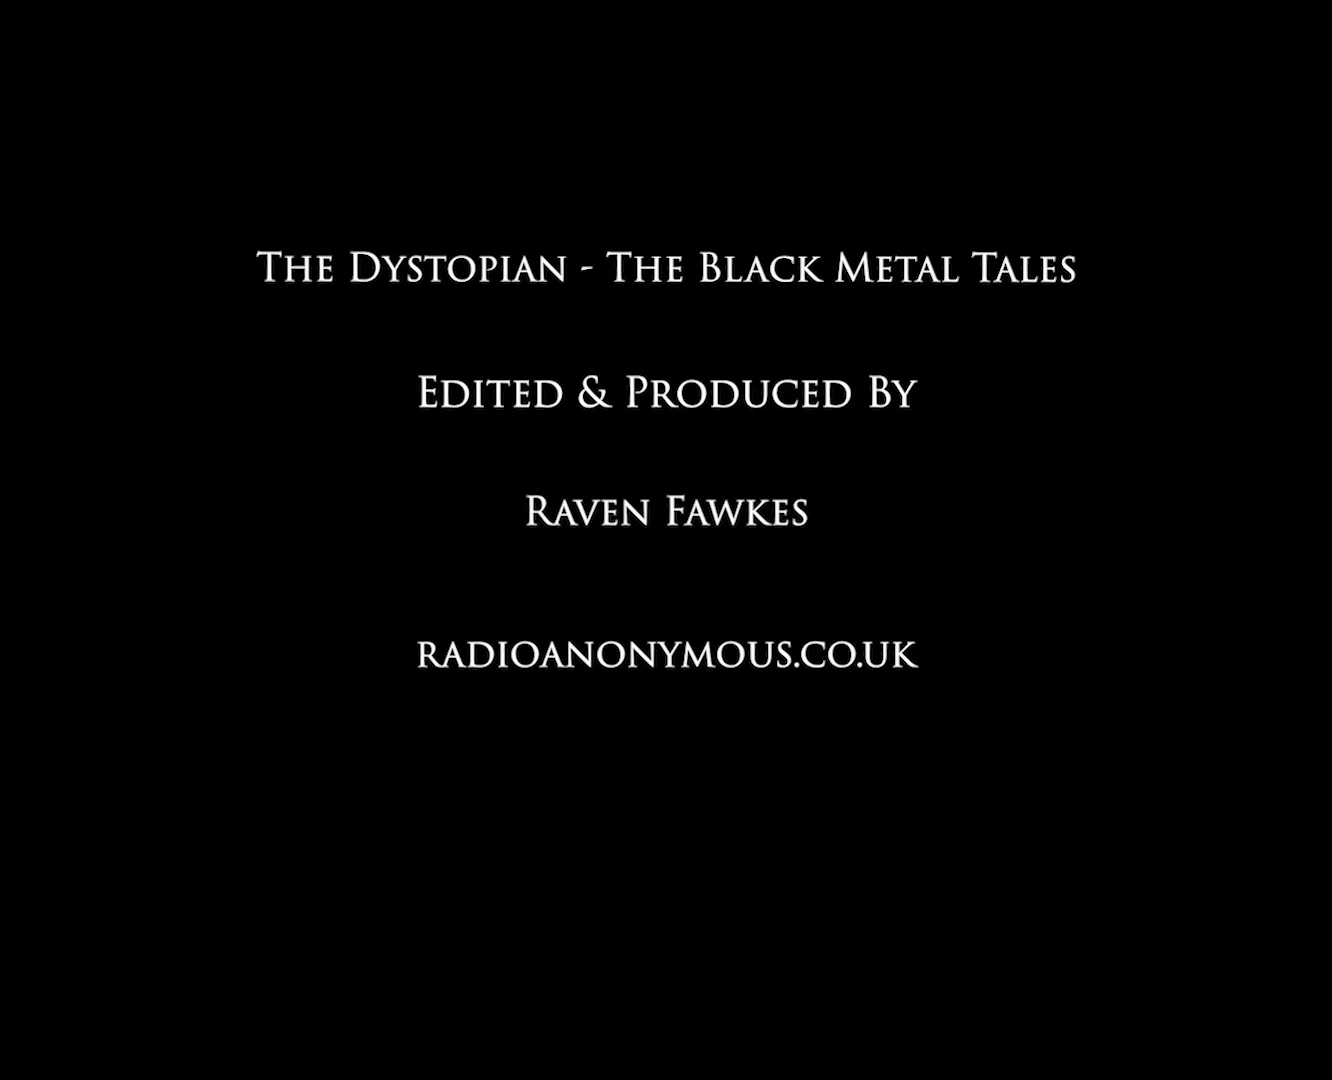 The Dystopian - The Black Metal Tales
Edited & Produced By
Raven Fawkes
radioanonymous.co.uk